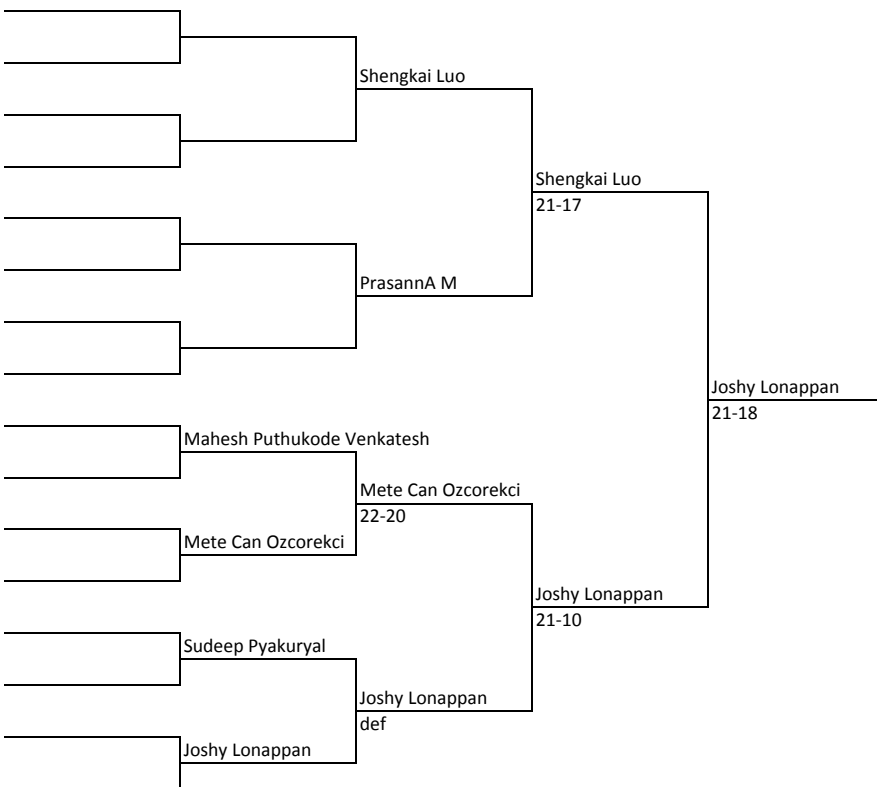 Shengkai Luo
Shengkai Luo
21-17
PrasannA M
Joshy Lonappan
21-18
Mahesh Puthukode Venkatesh
Mete Can Ozcorekci
22-20
Mete Can Ozcorekci
Joshy Lonappan
21-10
Sudeep Pyakuryal
Joshy Lonappan
def
Joshy Lonappan